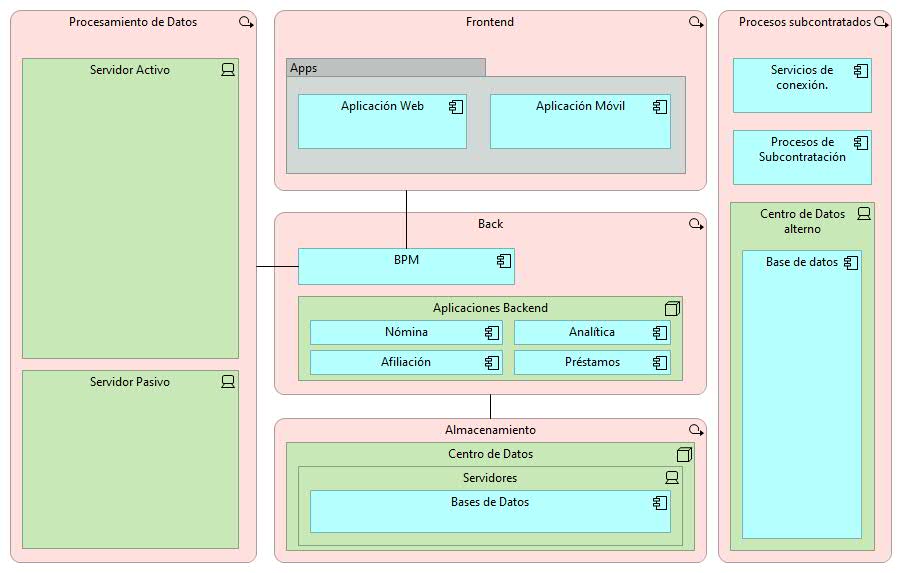 Procesamiento de Datos
Servidor Activo
Servidor Pasivo
Frontend
Apps
Aplicación Web
Aplicación Móvil
Back
BPM
Aplicaciones Backend
Nómina
Analítica
Afiliación
Préstamos
Almacenamiento
Centro de Datos
Servidores
Bases de Datos
Procesos subcontratados
Servicios de
conexión.
Procesos de
Subcontratación
Centro de Datos
alterno
Base de datos